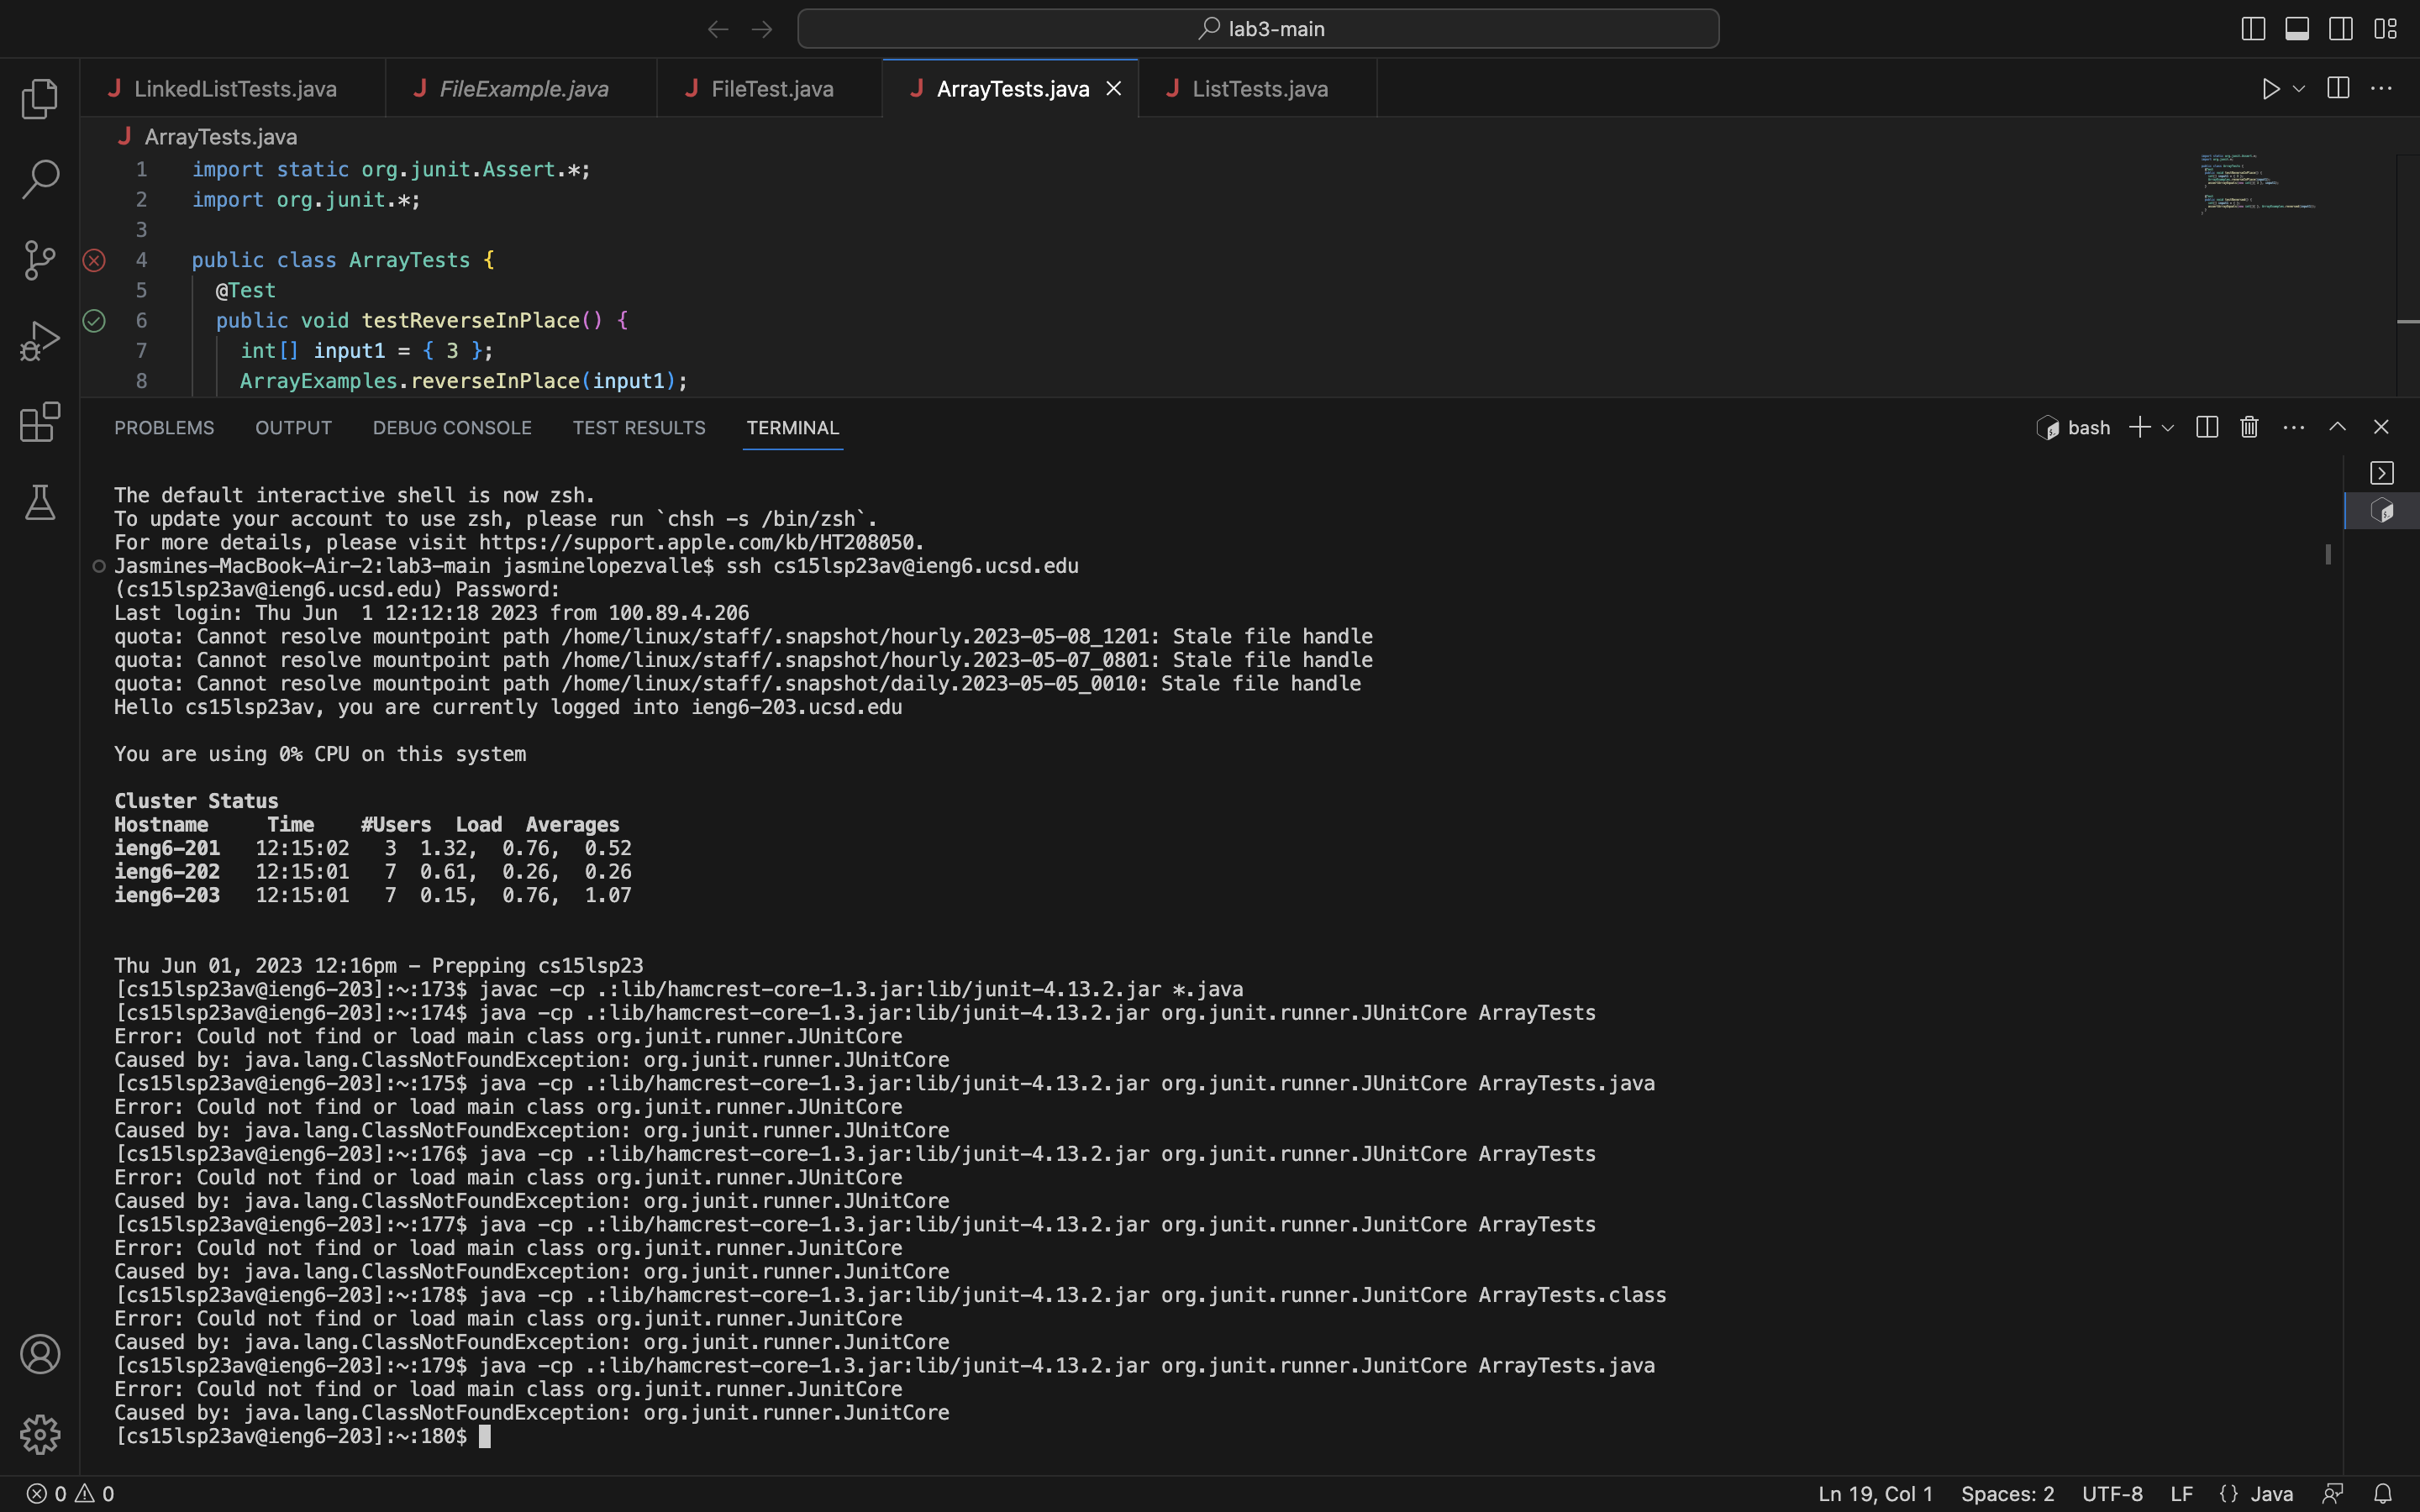 lab3-main
LinkedListTests.java
FileExample.java
FileTest.java
ArrayTests.java
ListTests.java
ArrayTests.java
1 import static org.junit.Assert.*;
2 import org.junit.*;
3
4 public class ArrayTests {
5 @Test
6 public void testReverseInPlace() {
7 int[] input1 = { 3 };
8 ArrayExamples.reverseInPlace(input1);
PROBLEMS OUTPUT DEBUG CONSOLE TEST RESULTS TERMINAL bash
The default interactive shell is now zsh.
To update your account to use zsh, please run `chsh -s /bin/zsh`.
For more details, please visit https://support.apple.com/kb/HT208050.
Jasmines-MacBook-Air-2:lab3-main jasminelopezvalle$ ssh cs15lsp23av@ieng6.ucsd.edu
(cs15lsp23av@ieng6.ucsd.edu) Password:
Last login: Thu Jun  1 12:12:18 2023 from 100.89.4.206
quota: Cannot resolve mountpoint path /home/linux/staff/.snapshot/hourly.2023-05-08_1201: Stale file handle
quota: Cannot resolve mountpoint path /home/linux/staff/.snapshot/hourly.2023-05-07_0801: Stale file handle
quota: Cannot resolve mountpoint path /home/linux/staff/.snapshot/daily.2023-05-05_0010: Stale file handle
Hello cs15lsp23av, you are currently logged into ieng6-203.ucsd.edu
You are using 0% CPU on this system
Cluster Status
Hostname     Time    #Users  Load  Averages
ieng6-201   12:15:02   3  1.32,  0.76,  0.52
ieng6-202   12:15:01   7  0.61,  0.26,  0.26
ieng6-203   12:15:01   7  0.15,  0.76,  1.07
Thu Jun 01, 2023 12:16pm - Prepping cs15lsp23
[cs15lsp23av@ieng6-203]:~:173$ javac -cp .:lib/hamcrest-core-1.3.jar:lib/junit-4.13.2.jar *.java
[cs15lsp23av@ieng6-203]:~:174$ java -cp .:lib/hamcrest-core-1.3.jar:lib/junit-4.13.2.jar org.junit.runner.JUnitCore ArrayTests
Error: Could not find or load main class org.junit.runner.JUnitCore
Caused by: java.lang.ClassNotFoundException: org.junit.runner.JUnitCore
[cs15lsp23av@ieng6-203]:~:175$ java -cp .:lib/hamcrest-core-1.3.jar:lib/junit-4.13.2.jar org.junit.runner.JUnitCore ArrayTests.java
Error: Could not find or load main class org.junit.runner.JUnitCore
Caused by: java.lang.ClassNotFoundException: org.junit.runner.JUnitCore
[cs15lsp23av@ieng6-203]:~:176$ java -cp .:lib/hamcrest-core-1.3.jar:lib/junit-4.13.2.jar org.junit.runner.JUnitCore ArrayTests
Error: Could not find or load main class org.junit.runner.JUnitCore
Caused by: java.lang.ClassNotFoundException: org.junit.runner.JUnitCore
[cs15lsp23av@ieng6-203]:~:177$ java -cp .:lib/hamcrest-core-1.3.jar:lib/junit-4.13.2.jar org.junit.runner.JunitCore ArrayTests
Error: Could not find or load main class org.junit.runner.JunitCore
Caused by: java.lang.ClassNotFoundException: org.junit.runner.JunitCore
[cs15lsp23av@ieng6-203]:~:178$ java -cp .:lib/hamcrest-core-1.3.jar:lib/junit-4.13.2.jar org.junit.runner.JunitCore ArrayTests.class
Error: Could not find or load main class org.junit.runner.JunitCore
Caused by: java.lang.ClassNotFoundException: org.junit.runner.JunitCore
[cs15lsp23av@ieng6-203]:~:179$ java -cp .:lib/hamcrest-core-1.3.jar:lib/junit-4.13.2.jar org.junit.runner.JunitCore ArrayTests.java
Error: Could not find or load main class org.junit.runner.JunitCore
Caused by: java.lang.ClassNotFoundException: org.junit.runner.JunitCore
[cs15lsp23av@ieng6-203]:~:180$
0 0 Ln 19, Col 1 Spaces: 2 UTF-8 LF {} Java